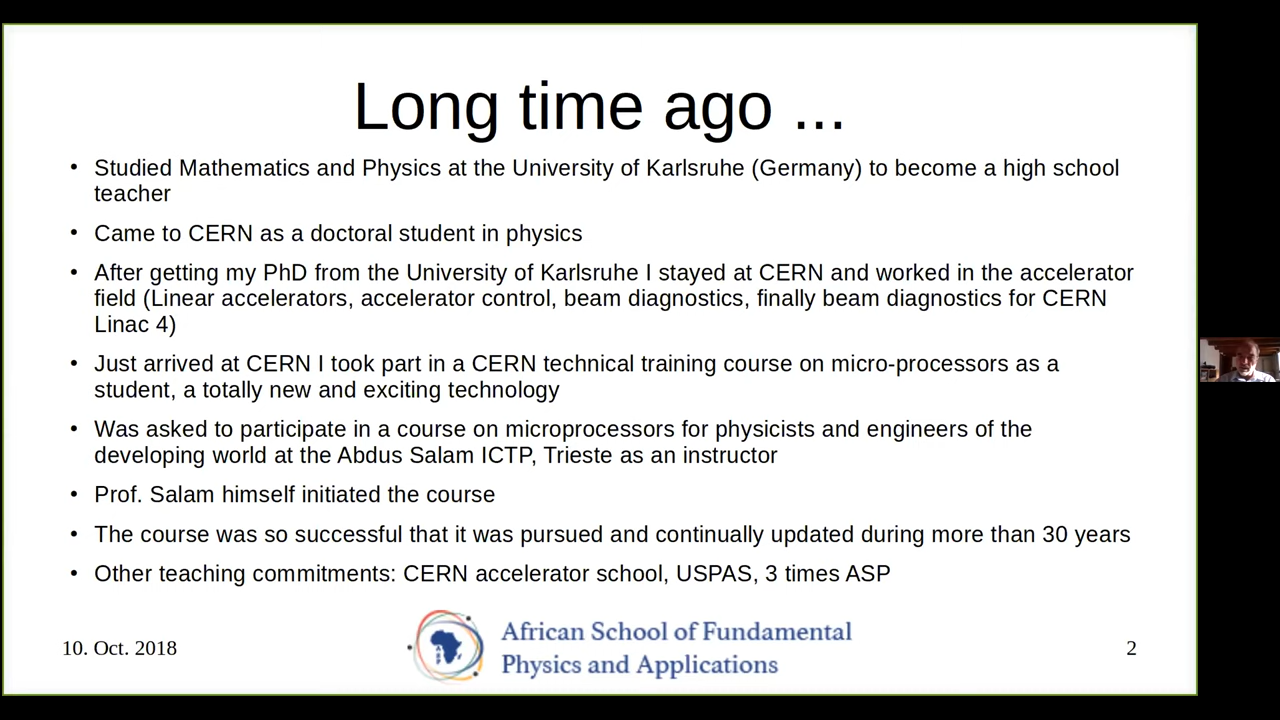 Long time ago ...
• Studied Mathematics and Physics at the University of Karlsruhe (Germany) to become a high school
teacher
• Came to CERN as a doctoral student in physics
• After getting my PhD from the University of Karlsruhe I stayed at CERN and worked in the accelerator
field (Linear accelerators, accelerator control, beam diagnostics, finally beam diagnostics for CERN
Linac 4)
• Just arrived at CERN I took part in a CERN technical training course on micro-processors as a
student, a totally new and exciting technology
• Was asked to participate in a course on microprocessors for physicists and engineers of the
developing world at the Abdus Salam ICTP, Trieste as an instructor
• Prof. Salam himself initiated the course
• The course was so successful that it was pursued and continually updated during more than 30 years
• Other teaching commitments: CERN accelerator school, USPAS, 3 times ASP
10. Oct. 2018
African School of Fundamental
Physics and Applications
2